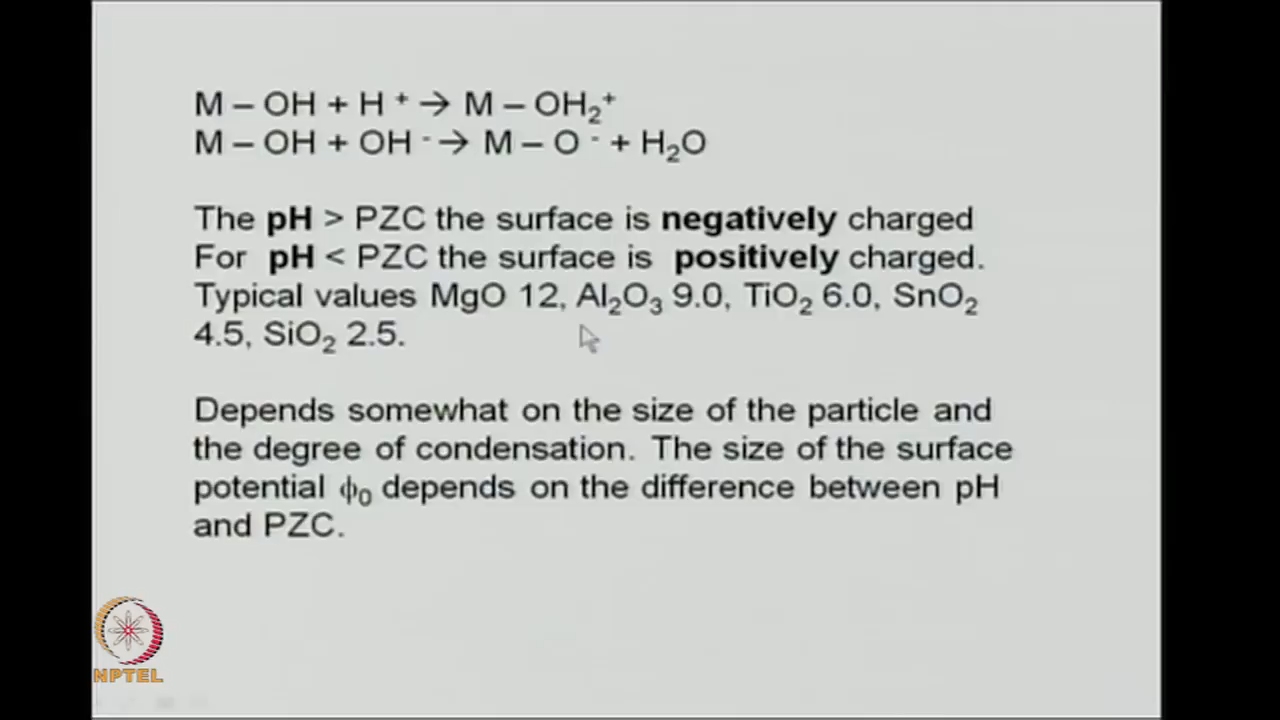 M – OH + H ⁺ → M – OH₂⁺
M – OH + OH ⁻ → M – O ⁻ + H₂O
The pH > PZC the surface is negatively charged
For pH < PZC the surface is positively charged.
Typical values MgO 12, Al₂O₃ 9.0, TiO₂ 6.0, SnO₂
4.5, SiO₂ 2.5.
Depends somewhat on the size of the particle and
the degree of condensation. The size of the surface
potential ϕ₀ depends on the difference between pH
and PZC.
NPTEL